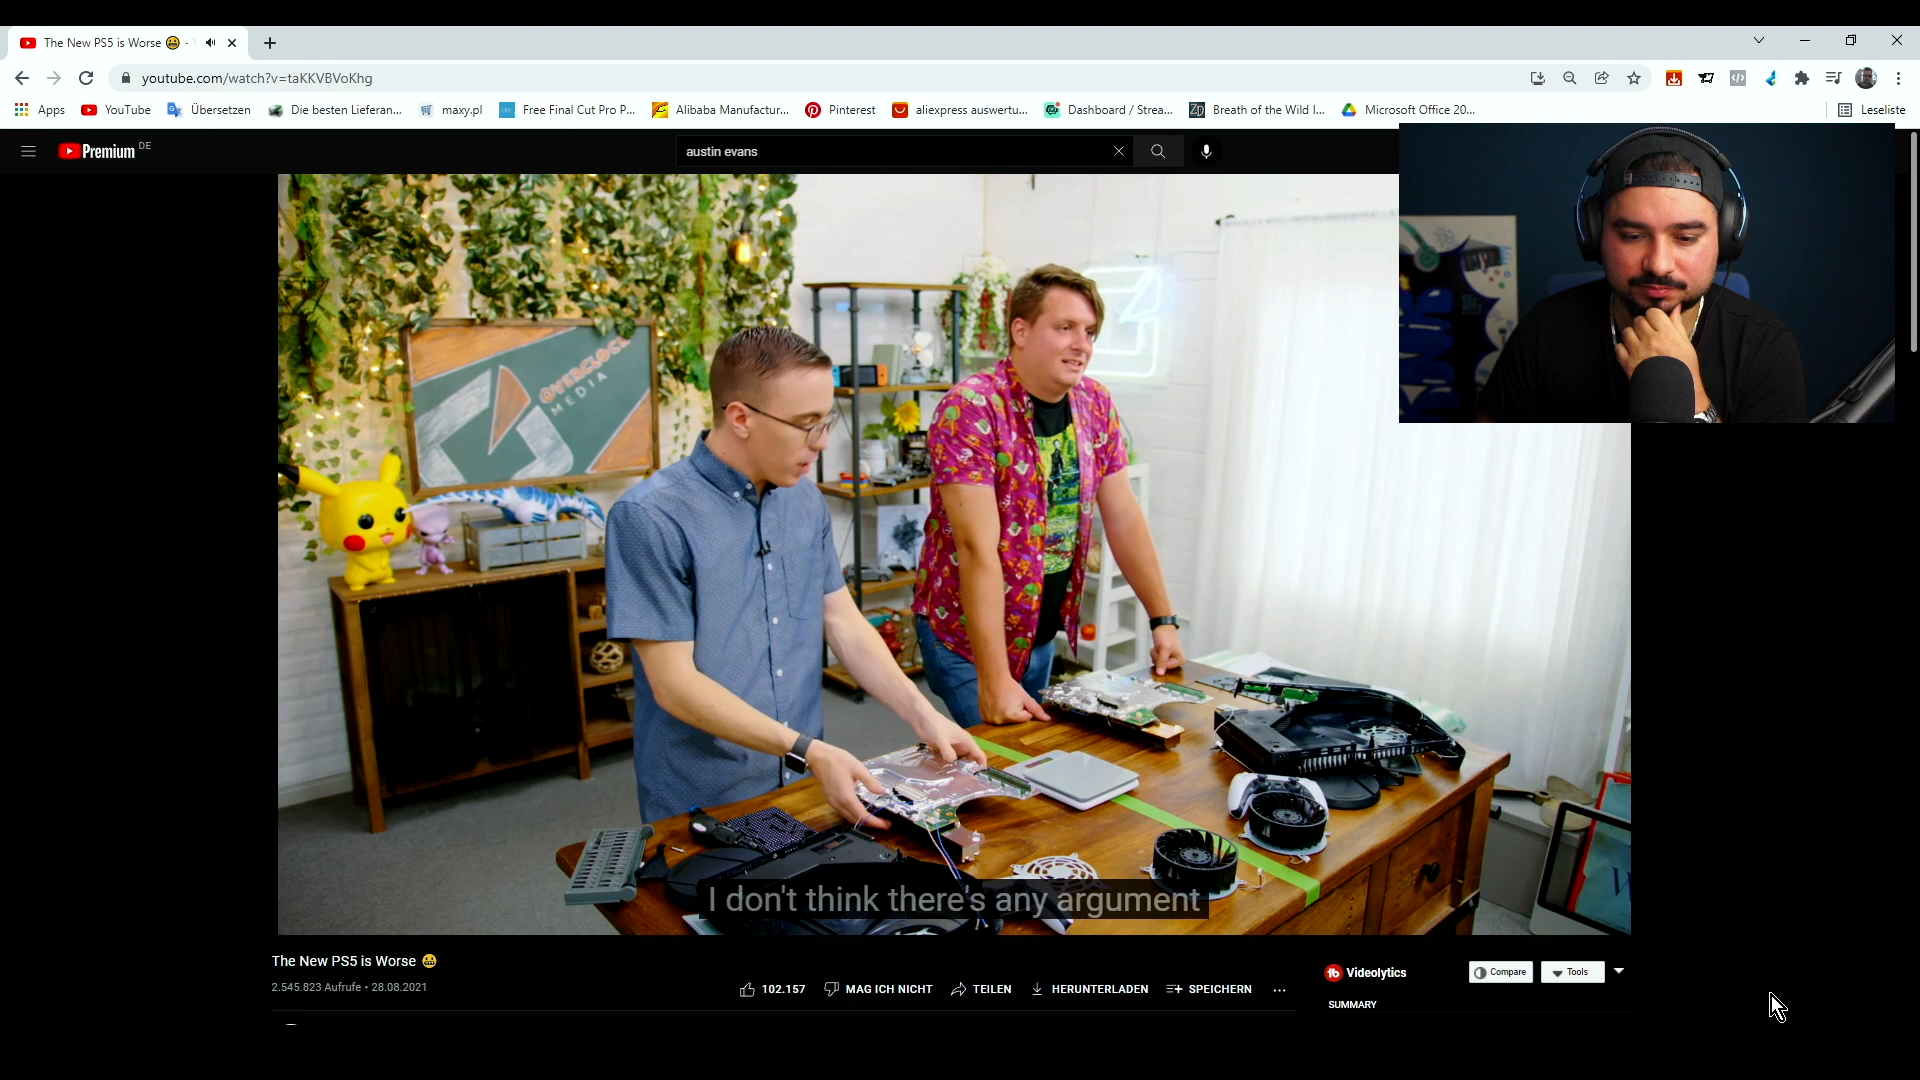 The New PS5 is Worse 😬 -
youtube.com/watch?v=taKKVBVoKhg
Apps YouTube Übersetzen Die besten Lieferan... maxy.pl Free Final Cut Pro P... Alibaba Manufactur... Pinterest aliexpress auswertu... Dashboard / Strea... Breath of the Wild I... Microsoft Office 20... Leseliste
Premium DE
austin evans
OVERCLOCK
MEDIA
I don't think there's any argument
The New PS5 is Worse 😬
2.545.823 Aufrufe • 28.08.2021
102.157 MAG ICH NICHT TEILEN HERUNTERLADEN SPEICHERN ...
Videolytics Compare Tools
SUMMARY